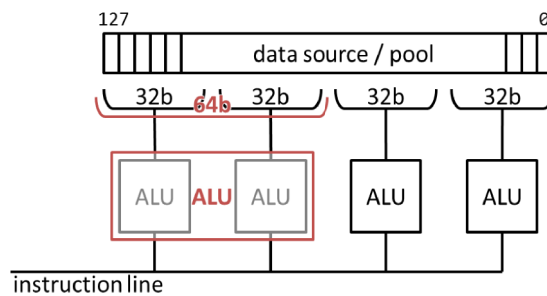 127 0
data source / pool
32b 32b 32b 32b
64b
ALU ALU ALU ALU ALU
instruction line